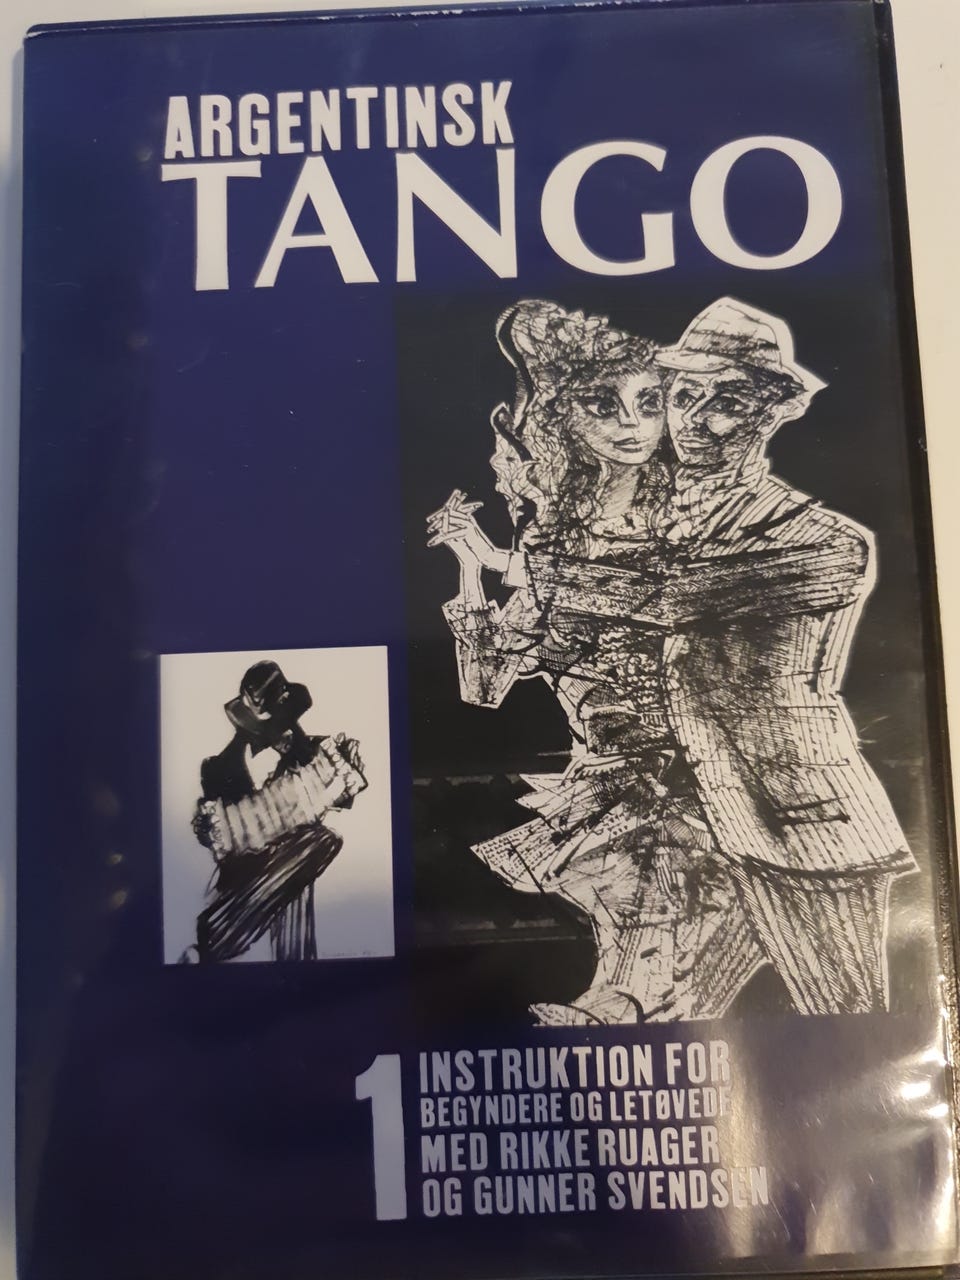 ARGENTINSK
TANGO
1
INSTRUKTION FOR
BEGYNDERE OG LETØVEDE
MED RIKKE RUAGER
OG GUNNER SVENDSEN